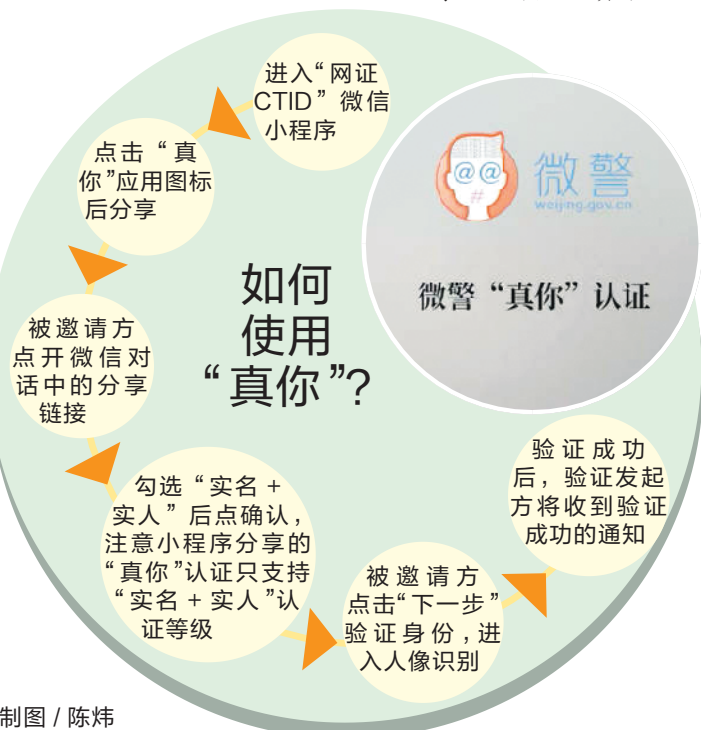 进入“网证
CTID”微信
小程序
点击“真
你”应用图标
后分享
被邀请方
点开微信对
话中的分享
链接
勾选“实名+
实人”后点确认，
注意小程序分享的
“真你”认证只支持
“实名+实人”认
证等级
被邀请方
点击“下一步”
验证身份，进
入人像识别
验证成功
后，验证发起
方将收到验证
成功的通知
如何
使用
“真你”？
@@
#
微警
weijing.gov.cn
微警“真你”认证
制图/陈炜